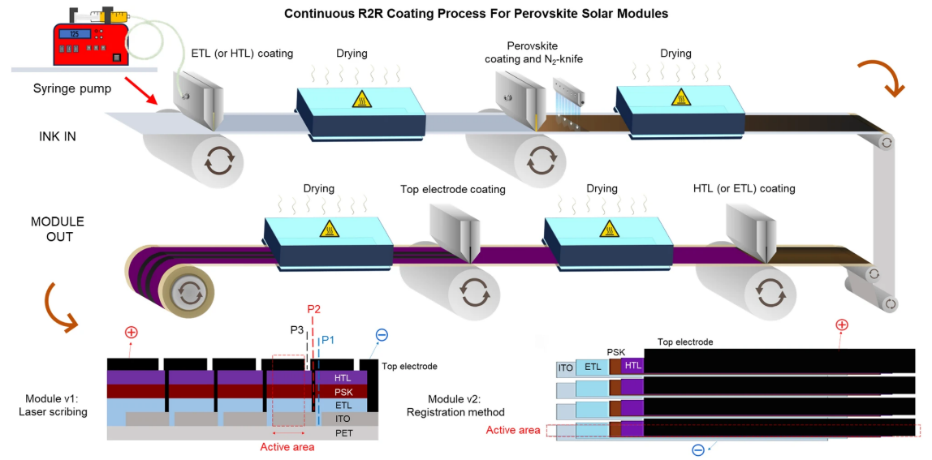 Continuous R2R Coating Process For Perovskite Solar Modules
125
Syringe pump
ETL (or HTL) coating
Drying
Perovskite
coating and N₂-knife
Drying
INK IN
Drying
Top electrode coating
Drying
HTL (or ETL) coating
MODULE
OUT
P3
P2
P1
⊕
⊖
Top electrode
HTL
PSK
ETL
ITO
PET
Module v1:
Laser scribing
Active area
⊕
Top electrode
PSK
ITO
ETL
HTL
Module v2:
Registration method
Active area
⊖